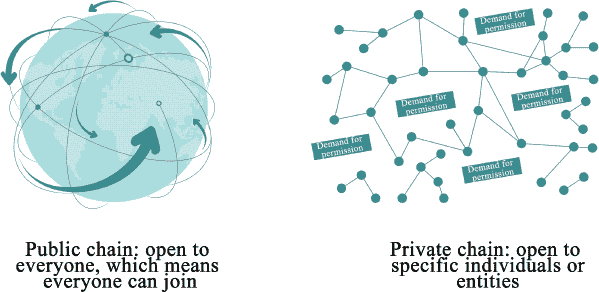 Demand for
permission
Demand for
permission
Demand for
permission
Demand for
permission
Demand for
permission
Public chain: open to
everyone, which means
everyone can join
Private chain: open to
specific individuals or
entities